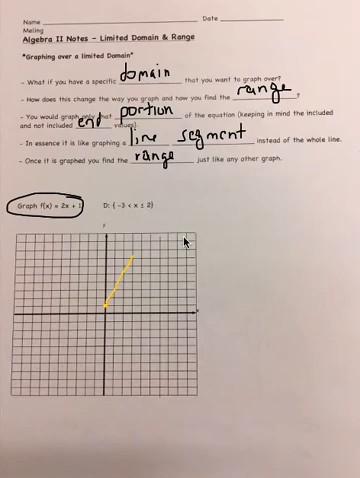 Name
Date
Meling
Algebra II Notes – Limited Domain & Range
*Graphing over a limited Domain*
- What if you have a specific domain that you want to graph over?
- How does this change the way you graph and how you find the range?
- You would graph only that portion of the equation (keeping in mind the included
and not included end values).
- In essence it is like graphing a line segment instead of the whole line.
- Once it is graphed you find the range just like any other graph.
Graph f(x) = 2x + 1 D: { -3 < x ≤ 2}
Y
x